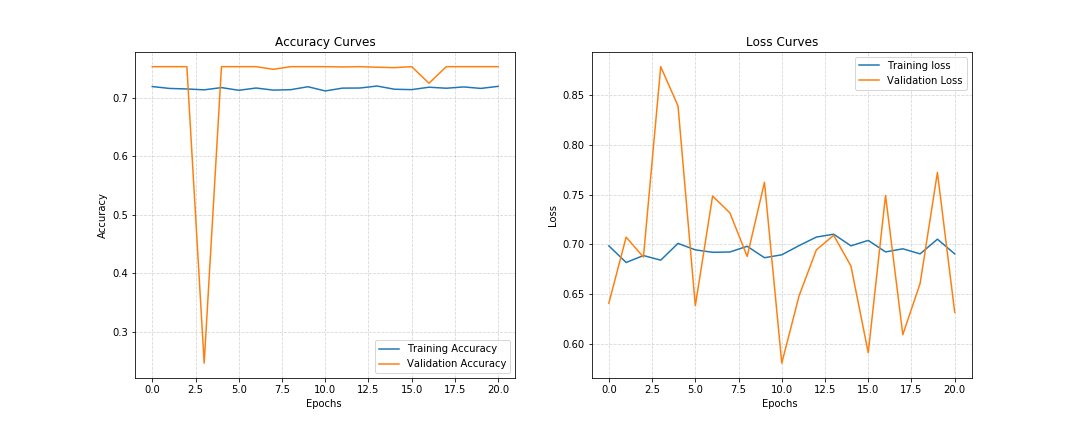 Accuracy Curves
0.7
0.6
0.5
0.4
0.3
Accuracy
0.0 2.5 5.0 7.5 10.0 12.5 15.0 17.5 20.0
Epochs
Training Accuracy
Validation Accuracy
Loss Curves
0.85
0.80
0.75
0.70
0.65
0.60
Loss
0.0 2.5 5.0 7.5 10.0 12.5 15.0 17.5 20.0
Epochs
Training loss
Validation Loss